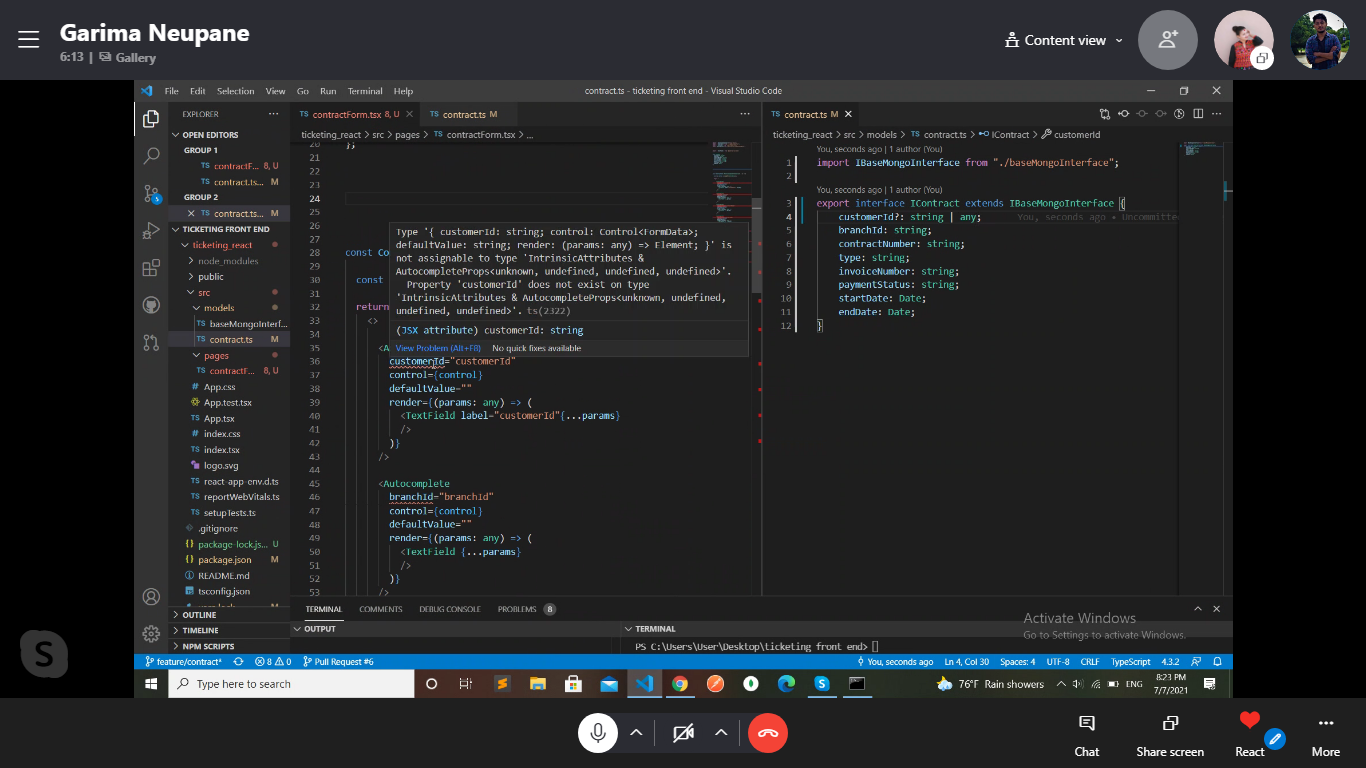 Garima Neupane
6:13 | Gallery
Content view
File Edit Selection View Go Run Terminal Help
contract.ts - ticketing front end - Visual Studio Code
EXPLORER
OPEN EDITORS
GROUP 1
TS contractF... 8, U
TS contract.ts... M
GROUP 2
TS contract.ts... M
TICKETING FRONT END
ticketing_react
node_modules
public
src
models
TS baseMongoInterf...
TS contract.ts M
pages
TS contractF... 8, U
# App.css
App.test.tsx
TS App.tsx
# index.css
TS index.tsx
logo.svg
TS react-app-env.d.ts
TS reportWebVitals.ts
TS setupTests.ts
.gitignore
{} package-lock.js... U
{} package.json M
README.md
tsconfig.json
OUTLINE
TIMELINE
NPM SCRIPTS
TS contractForm.tsx 8, U
TS contract.ts M
ticketing_react > src > pages > TS contractForm.tsx > ...
20 };
21
22
23
24
25
26
27
28 const Co
29
30 const
31
32 return
33 <>
34
35 <A
36 customerId="customerId"
37 control={control}
38 defaultValue=""
39 render={(params: any) => (
40 <TextField label="customerId"{...params}
41 />
42 )}
43 />
44
45 <Autocomplete
46 branchId="branchId"
47 control={control}
48 defaultValue=""
49 render={(params: any) => (
50 <TextField {...params}
51 />
52 )}
53 />
Type '{ customerId: string; control: Control<FormData>;
defaultValue: string; render: (params: any) => Element; }' is
not assignable to type 'IntrinsicAttributes &
AutocompleteProps<unknown, undefined, undefined, undefined>'.
Property 'customerId' does not exist on type
'IntrinsicAttributes & AutocompleteProps<unknown, undefined,
undefined, undefined>'. ts(2322)
(JSX attribute) customerId: string
View Problem (Alt+F8) No quick fixes available
TS contract.ts M
ticketing_react > src > models > TS contract.ts > IContract > customerId
You, seconds ago | 1 author (You)
1 import IBaseMongoInterface from "./baseMongoInterface";
2
You, seconds ago | 1 author (You)
3 export interface IContract extends IBaseMongoInterface {
4 customerId?: string | any; You, seconds ago • Uncommitte
5 branchId: string;
6 contractNumber: string;
7 type: string;
8 invoiceNumber: string;
9 paymentStatus: string;
10 startDate: Date;
11 endDate: Date;
12 }
TERMINAL COMMENTS DEBUG CONSOLE PROBLEMS 8
OUTPUT
TERMINAL
PS C:\Users\User\Desktop\ticketing front end>
Activate Windows
Go to Settings to activate Windows.
feature/contract* 8 0 Pull Request #6
You, seconds ago Ln 4, Col 30 Spaces: 4 UTF-8 CRLF TypeScript 4.3.2
Type here to search
76°F Rain showers
ENG
8:23 PM
7/7/2021
S
Chat
Share screen
React
More